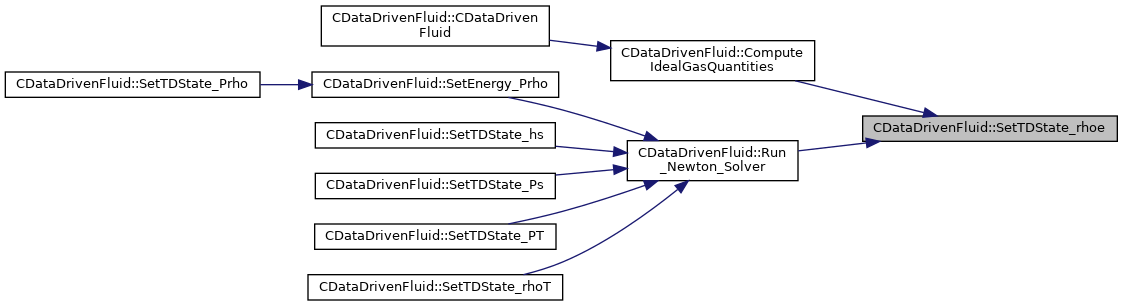 CDataDrivenFluid::CDataDriven
Fluid
CDataDrivenFluid::Compute
IdealGasQuantities
CDataDrivenFluid::SetTDState_Prho
CDataDrivenFluid::SetEnergy_Prho
CDataDrivenFluid::SetTDState_rhoe
CDataDrivenFluid::SetTDState_hs
CDataDrivenFluid::Run
_Newton_Solver
CDataDrivenFluid::SetTDState_Ps
CDataDrivenFluid::SetTDState_PT
CDataDrivenFluid::SetTDState_rhoT